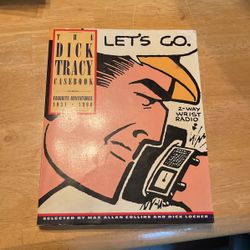 THE
DICK
TRACY
CASEBOOK
FAVORITE ADVENTURES
1931 - 1990
LET'S GO.
2-WAY
WRIST
RADIO
SELECTED BY MAX ALLAN COLLINS AND DICK LOCHER